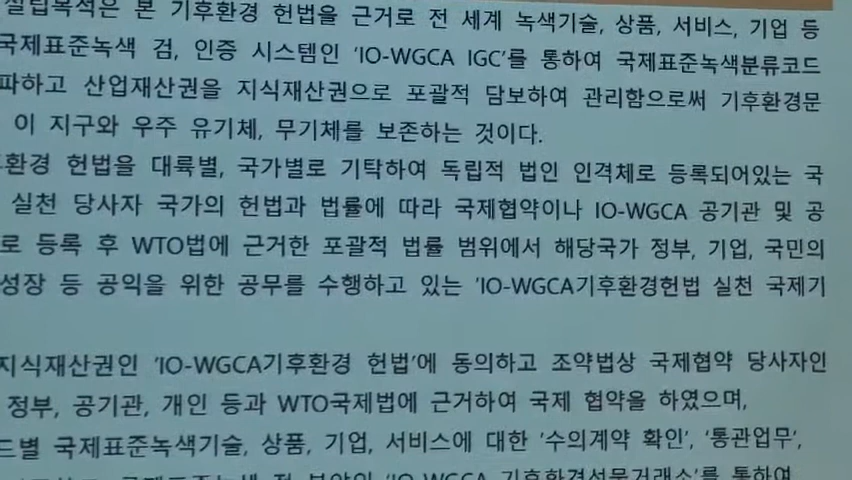 설립목적은 본 기후환경 헌법을 근거로 전 세계 녹색기술, 상품, 서비스, 기업 등
국제표준녹색 검, 인증 시스템인 'IO-WGCA IGC'를 통하여 국제표준녹색분류코드
파하고 산업재산권을 지식재산권으로 포괄적 담보하여 관리함으로써 기후환경문
이 지구와 우주 유기체, 무기체를 보존하는 것이다.
환경 헌법을 대륙별, 국가별로 기탁하여 독립적 법인 인격체로 등록되어있는 국
실천 당사자 국가의 헌법과 법률에 따라 국제협약이나 IO-WGCA 공기관 및 공
로 등록 후 WTO법에 근거한 포괄적 법률 범위에서 해당국가 정부, 기업, 국민의
성장 등 공익을 위한 공무를 수행하고 있는 'IO-WGCA기후환경헌법 실천 국제기
지식재산권인 'IO-WGCA기후환경 헌법'에 동의하고 조약법상 국제협약 당사자인
정부, 공기관, 개인 등과 WTO국제법에 근거하여 국제 협약을 하였으며,
드별 국제표준녹색기술, 상품, 기업, 서비스에 대한 '수의계약 확인', '통관업무',
'IO-WGCA 기후환경선물거래소'를 통하여